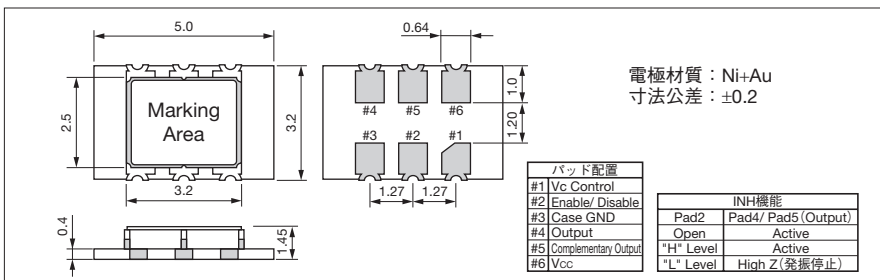 5.0
2.5
Marking
Area
3.2
3.2
0.4
1.45
0.64
#4 #5 #6
1.0
#3 #2 #1
1.20
1.27 1.27
電極材質：Ni+Au
寸法公差：±0.2
パッド配置
#1 Vc Control
#2 Enable/ Disable
#3 Case GND
#4 Output
#5 Complementary Output
#6 Vcc
INH機能
Pad2 Pad4/ Pad5(Output)
Open Active
"H" Level Active
"L" Level High Z(発振停止)